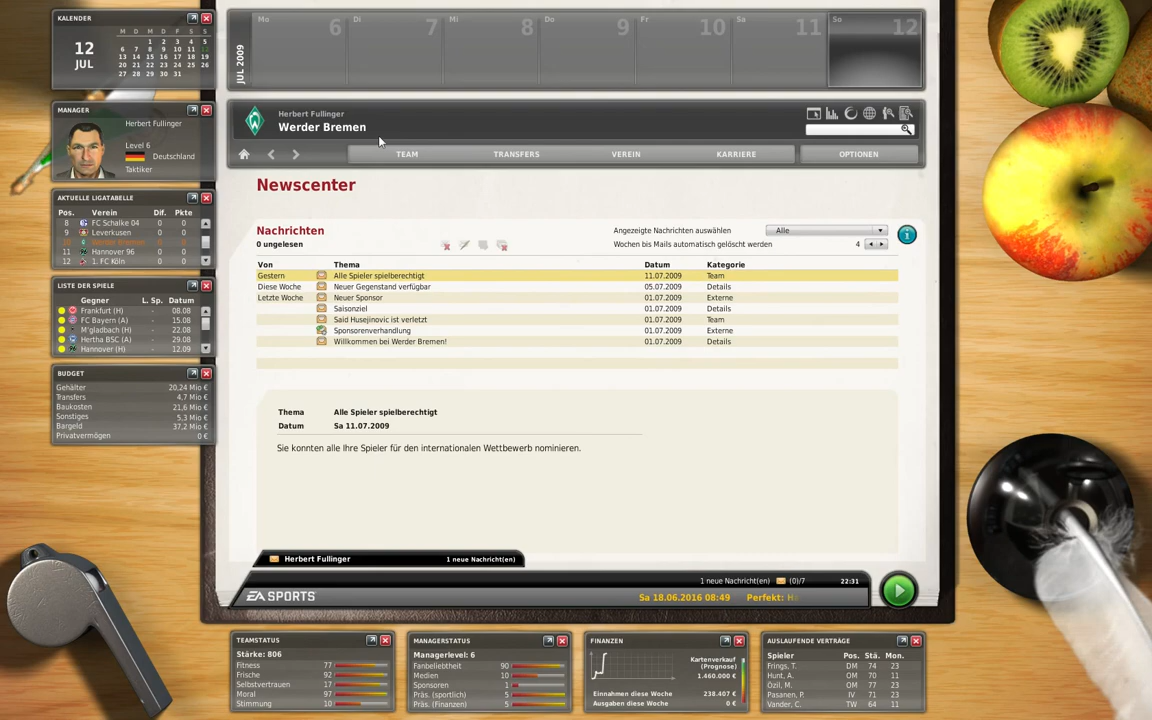 KALENDER
12
JUL
M D M D F S S
1 2 3 4 5
6 7 8 9 10 11 12
13 14 15 16 17 18 19
20 21 22 23 24 25 26
27 28 29 30 31
JUL 2009
Mo 6
Di 7
Mi 8
Do 9
Fr 10
Sa 11
So 12
MANAGER
Herbert Fullinger
Level 6
Deutschland
Taktiker
Herbert Fullinger
Werder Bremen
TEAM TRANSFERS VEREIN KARRIERE OPTIONEN
AKTUELLE LIGATABELLE
Pos. Verein Dif. Pkte
8 FC Schalke 04 0 0
9 Leverkusen 0 0
10 Werder Bremen 0 0
11 Hannover 96 0 0
12 1. FC Köln 0 0
LISTE DER SPIELE
Gegner L. Sp. Datum
Frankfurt (H) - 08.08
FC Bayern (A) - 15.08
M'gladbach (H) - 22.08
Hertha BSC (A) - 29.08
Hannover (H) - 12.09
BUDGET
Gehälter 20,24 Mio €
Transfers 4,7 Mio €
Baukosten 21,6 Mio €
Sonstiges 5,3 Mio €
Bargeld 37,2 Mio €
Privatvermögen 0 €
Newscenter
Nachrichten
0 ungelesen
Angezeigte Nachrichten auswählen Alle
Wochen bis Mails automatisch gelöscht werden 4
Von Thema Datum Kategorie
Gestern Alle Spieler spielberechtigt 11.07.2009 Team
Diese Woche Neuer Gegenstand verfügbar 05.07.2009 Details
Letzte Woche Neuer Sponsor 01.07.2009 Externe
Saisonziel 01.07.2009 Details
Said Husejinovic ist verletzt 01.07.2009 Team
Sponsorenverhandlung 01.07.2009 Externe
Willkommen bei Werder Bremen! 01.07.2009 Details
Thema Alle Spieler spielberechtigt
Datum Sa 11.07.2009
Sie konnten alle Ihre Spieler für den internationalen Wettbewerb nominieren.
Herbert Fullinger 1 neue Nachricht(en)
1 neue Nachricht(en) (0)/7 22:31
EA SPORTS Sa 18.06.2016 08:49 Perfekt:
TEAMSTATUS
Stärke: 806
Fitness 77
Frische 92
Selbstvertrauen 17
Moral 97
Stimmung 10
MANAGERSTATUS
Managerlevel: 6
Fanbeliebtheit 90
Medien 10
Sponsoren 1
Präs. (sportlich) 5
Präs. (Finanzen) 5
FINANZEN
Kartenverkauf
(Prognose)
1.460.000 €
Einnahmen diese Woche 238.407 €
Ausgaben diese Woche 0 €
AUSLAUFENDE VERTRÄGE
Spieler Pos. Stä. Mon.
Frings, T. DM 74 23
Hunt, A. OM 70 11
Özil, M. OM 77 23
Pasanen, P. IV 71 23
Vander, C. TW 64 11